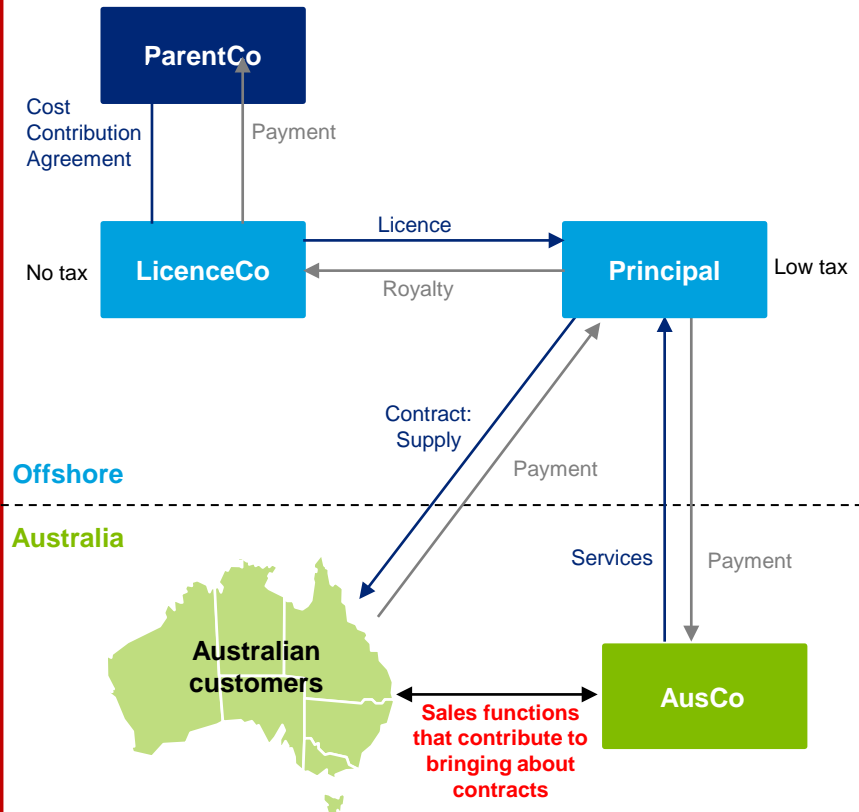 ParentCo
Cost
Contribution
Agreement
Payment
Licence
No tax
LicenceCo
Principal
Low tax
Royalty
Contract:
Supply
Payment
Offshore
Australia
Services
Payment
Australian
customers
AusCo
Sales functions
that contribute to
bringing about
contracts